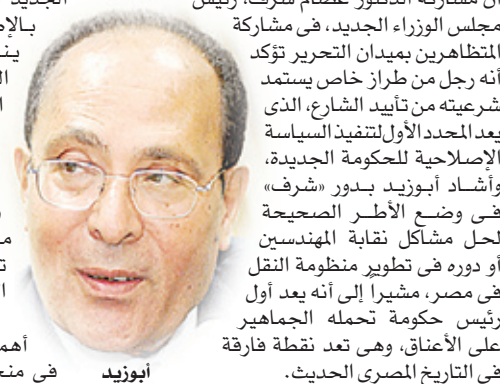 أن مشاركة الدكتور عصام شرف، رئيس
مجلس الوزراء الجديد، فى مشاركة
المتظاهرين بميدان التحرير تؤكد
أنه رجل من طراز خاص يستمد
شرعيته من تأييد الشارع، الذى
يعد المحدد الأول لتنفيذ السياسة
الإصلاحية للحكومة الجديدة،
وأشاد أبوزيد بدور «شرف»
فى وضع الأطر الصحيحة
لحل مشاكل نقابة المهندسين
أو دوره فى تطوير منظومة النقل
فى مصر، مشيراً إلى أنه يعد أول
رئيس حكومة تحمله الجماهير
على الأعناق، وهى تعد نقطة فارقة
فى التاريخ المصرى الحديث.
أبوزيد
الجديد